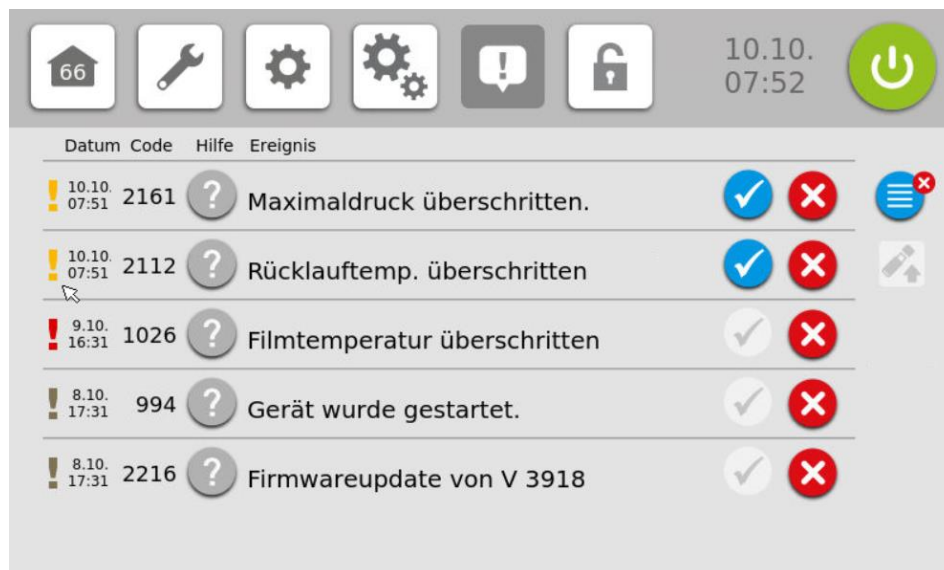 66
10.10.
07:52
Datum Code Hilfe Ereignis
10.10.
07:51 2161 ? Maximaldruck überschritten.
10.10.
07:51 2112 ? Rücklauftemp. überschritten
9.10.
16:31 1026 ? Filmtemperatur überschritten
8.10.
17:31 994 ? Gerät wurde gestartet.
8.10.
17:31 2216 ? Firmwareupdate von V 3918